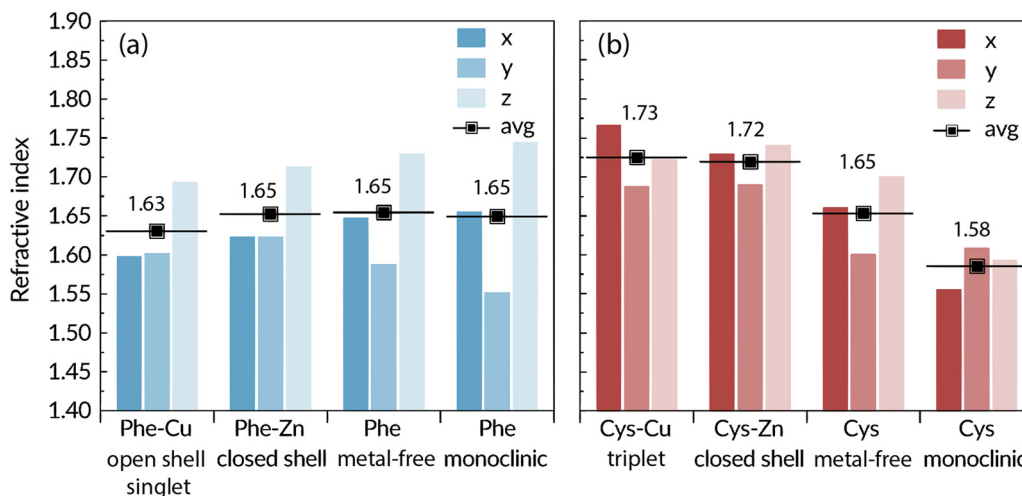 Refractive index
1.90
1.85
1.80
1.75
1.70
1.65
1.60
1.55
1.50
1.45
1.40
(a)
x
y
z
avg
1.63
1.65
1.65
1.65
Phe-Cu
open shell
singlet
Phe-Zn
closed shell
Phe
metal-free
Phe
monoclinic
(b)
x
y
z
avg
1.73
1.72
1.65
1.58
Cys-Cu
triplet
Cys-Zn
closed shell
Cys
metal-free
Cys
monoclinic